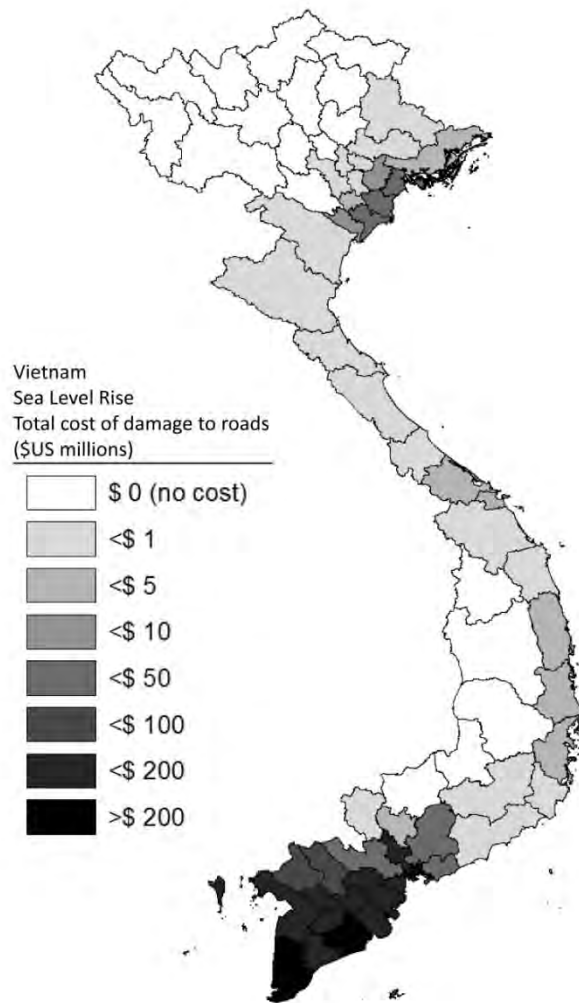 Vietnam
Sea Level Rise
Total cost of damage to roads
($US millions)
$ 0 (no cost)
<$ 1
<$ 5
<$ 10
<$ 50
<$ 100
<$ 200
>$ 200